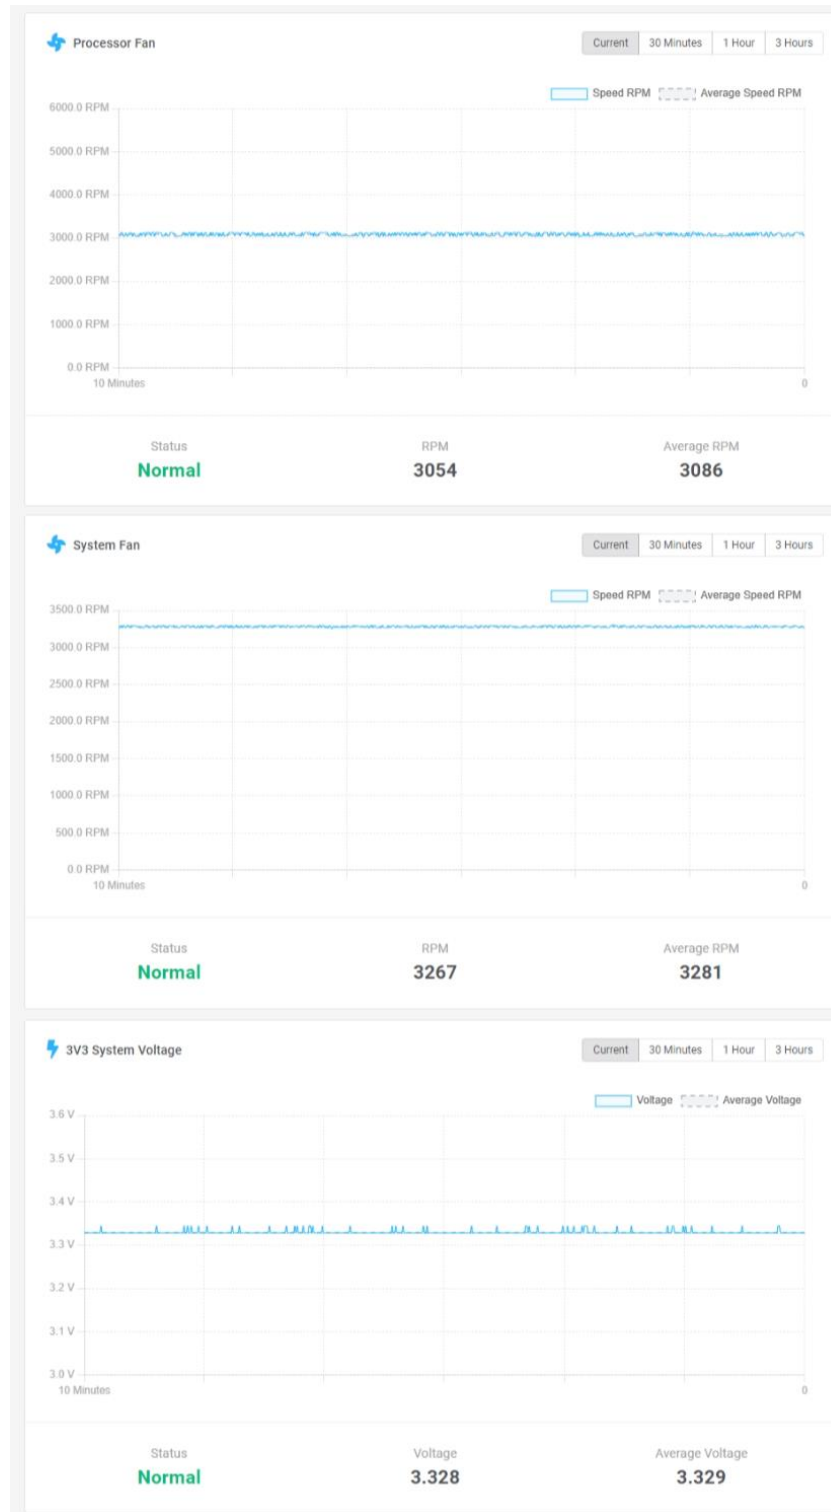 Processor Fan Current 30 Minutes 1 Hour 3 Hours
Speed RPM Average Speed RPM
6000.0 RPM
5000.0 RPM
4000.0 RPM
3000.0 RPM
2000.0 RPM
1000.0 RPM
0.0 RPM
10 Minutes 0
Status RPM Average RPM
Normal 3054 3086
System Fan Current 30 Minutes 1 Hour 3 Hours
Speed RPM Average Speed RPM
3500.0 RPM
3000.0 RPM
2500.0 RPM
2000.0 RPM
1500.0 RPM
1000.0 RPM
500.0 RPM
0.0 RPM
10 Minutes 0
Status RPM Average RPM
Normal 3267 3281
3V3 System Voltage Current 30 Minutes 1 Hour 3 Hours
Voltage Average Voltage
3.6 V
3.5 V
3.4 V
3.3 V
3.2 V
3.1 V
3.0 V
10 Minutes 0
Status Voltage Average Voltage
Normal 3.328 3.329